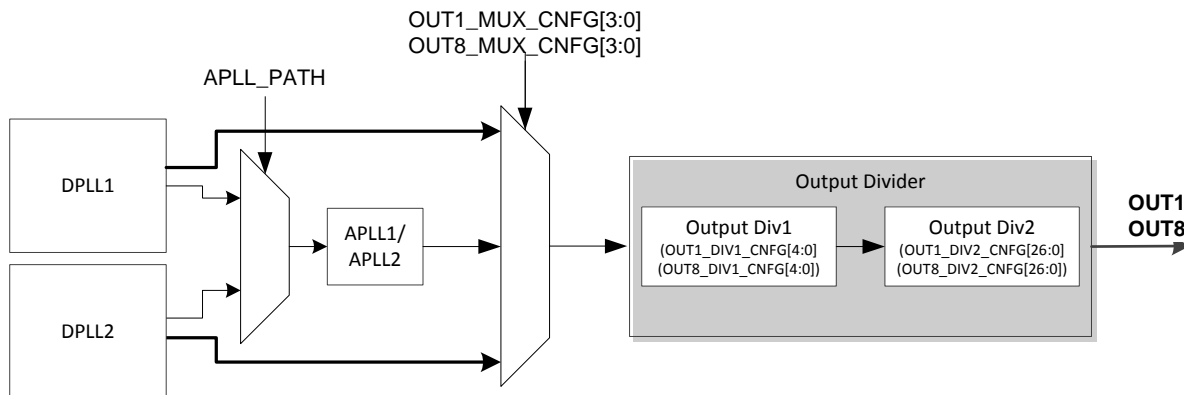 OUT1_MUX_CNFG[3:0]
OUT8_MUX_CNFG[3:0]
APLL_PATH
DPLL1
APLL1/
APLL2
DPLL2
Output Divider
Output Div1
(OUT1_DIV1_CNFG[4:0]
(OUT8_DIV1_CNFG[4:0])
Output Div2
(OUT1_DIV2_CNFG[26:0]
(OUT8_DIV2_CNFG[26:0])
OUT1
OUT8